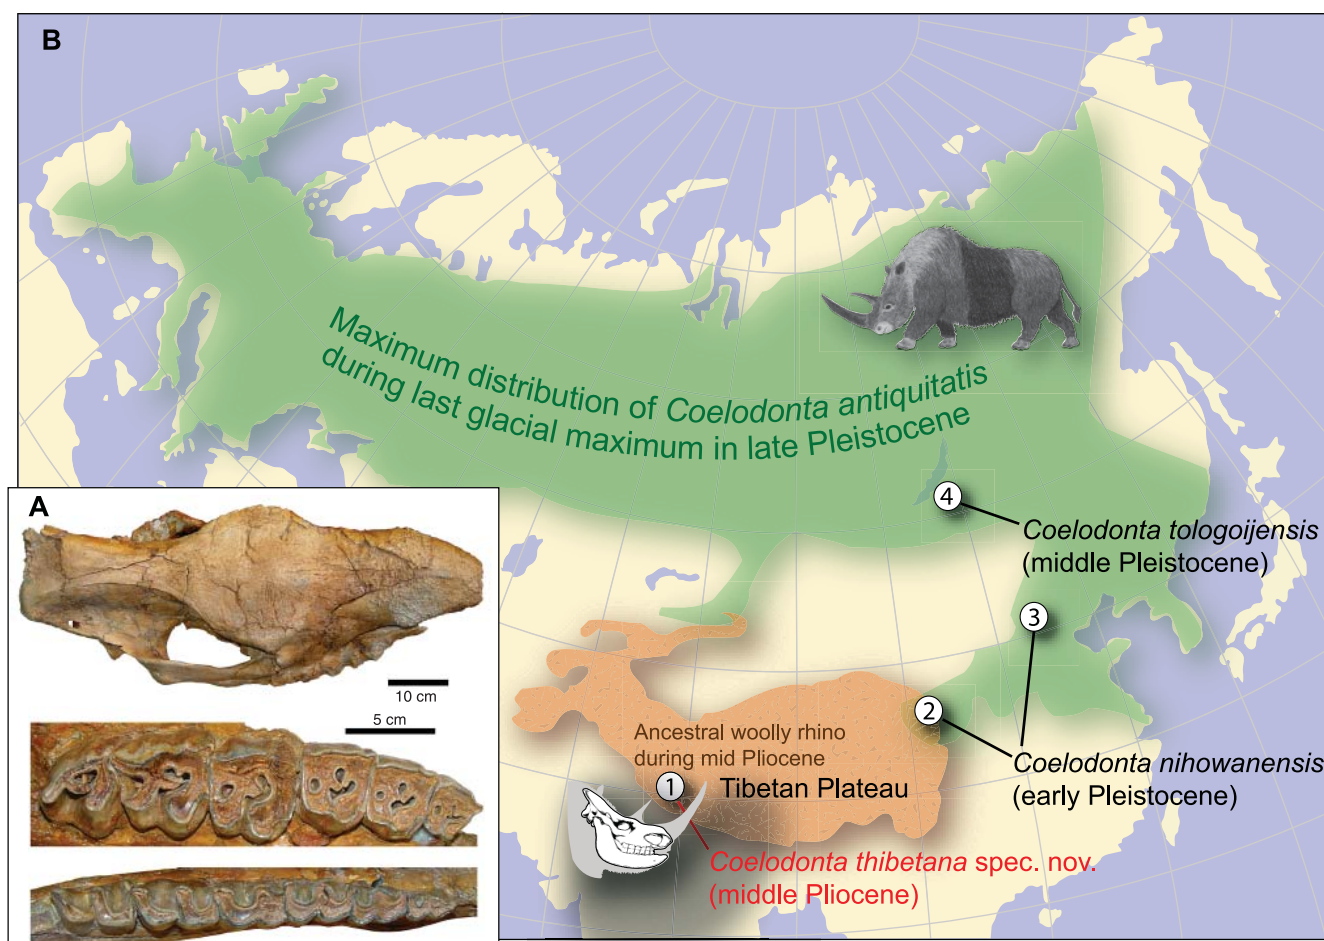 B
Maximum distribution of Coelodonta antiquitatis
during last glacial maximum in late Pleistocene
A
4
Coelodonta tologoijensis
(middle Pleistocene)
3
10 cm
5 cm
2
Ancestral woolly rhino
during mid Pliocene
1
Tibetan Plateau
Coelodonta nihowanensis
(early Pleistocene)
Coelodonta thibetana spec. nov.
(middle Pliocene)